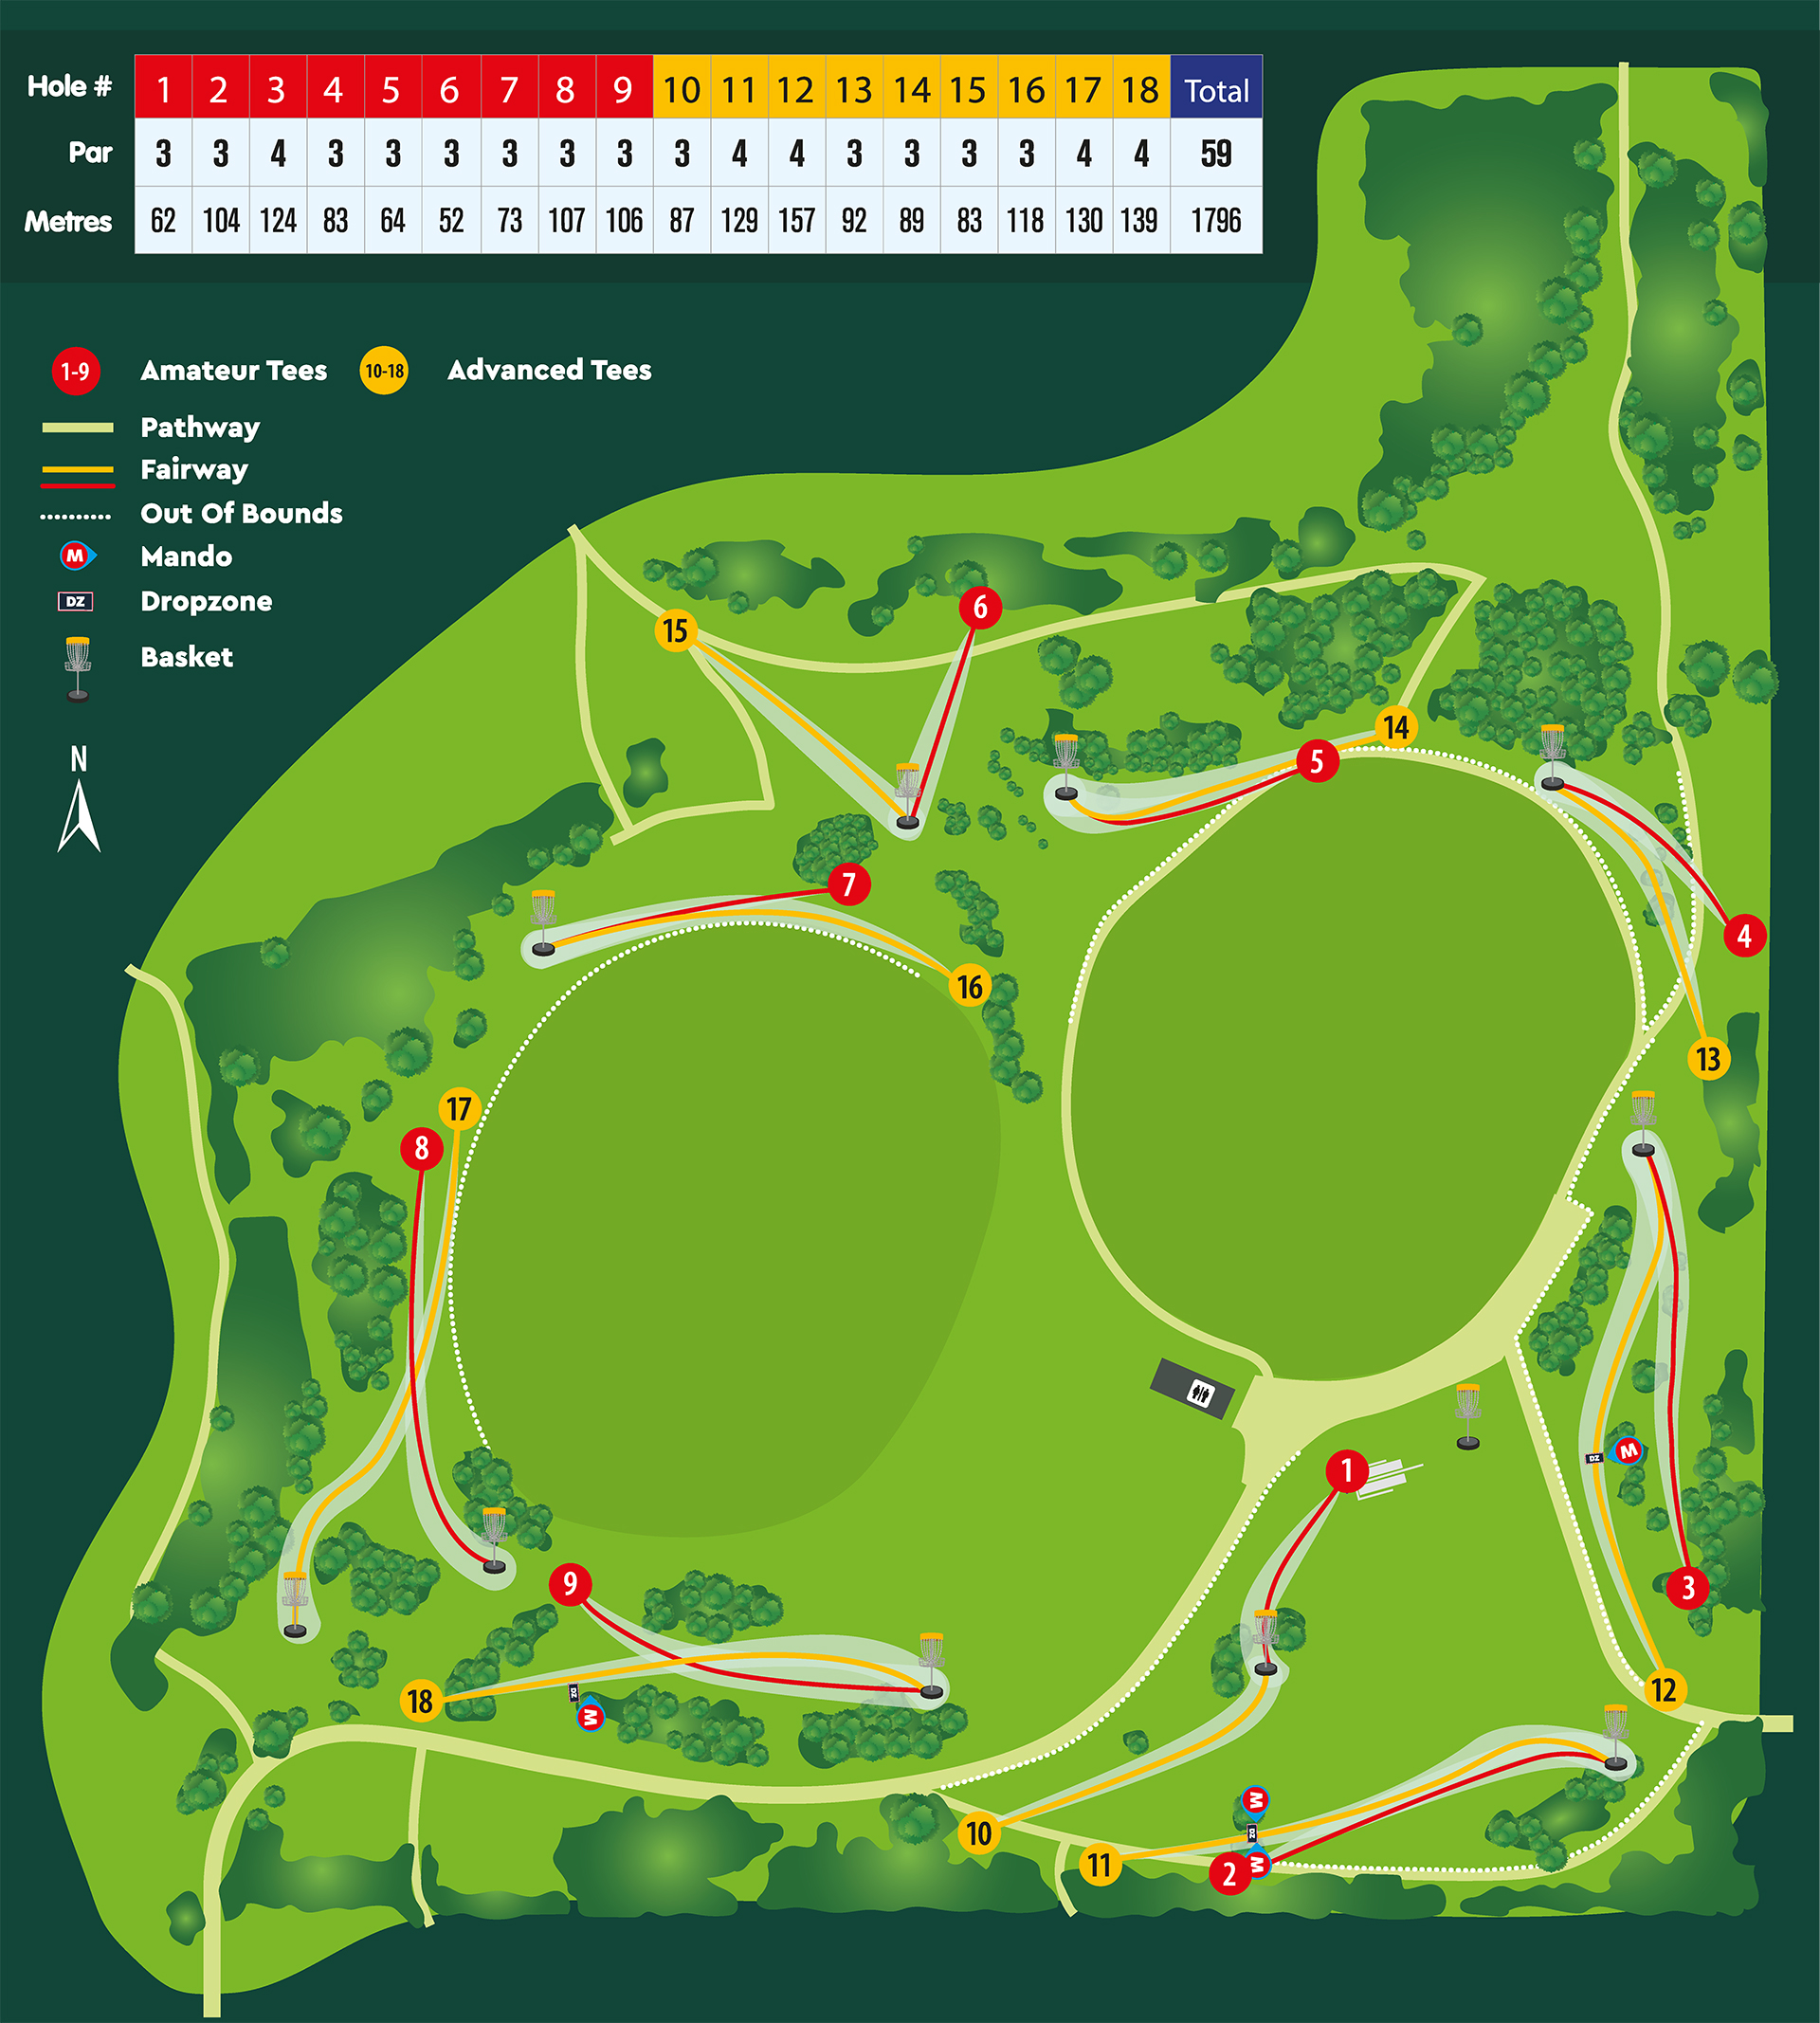 Hole # 1 2 3 4 5 6 7 8 9 10 11 12 13 14 15 16 17 18 Total
Par 3 3 4 3 3 3 3 3 3 3 4 4 3 3 3 3 4 4 59
Metres 62 104 124 83 64 52 73 107 106 87 129 157 92 89 83 118 130 139 1796
1-9 Amateur Tees 10-18 Advanced Tees
Pathway
Fairway
Out Of Bounds
M Mando
DZ Dropzone
Basket
N
6
15
14
5
7
4
16
13
17
8
DZ M
1
9
3
18
DZ
M
12
M
10
DZ
11
2 M